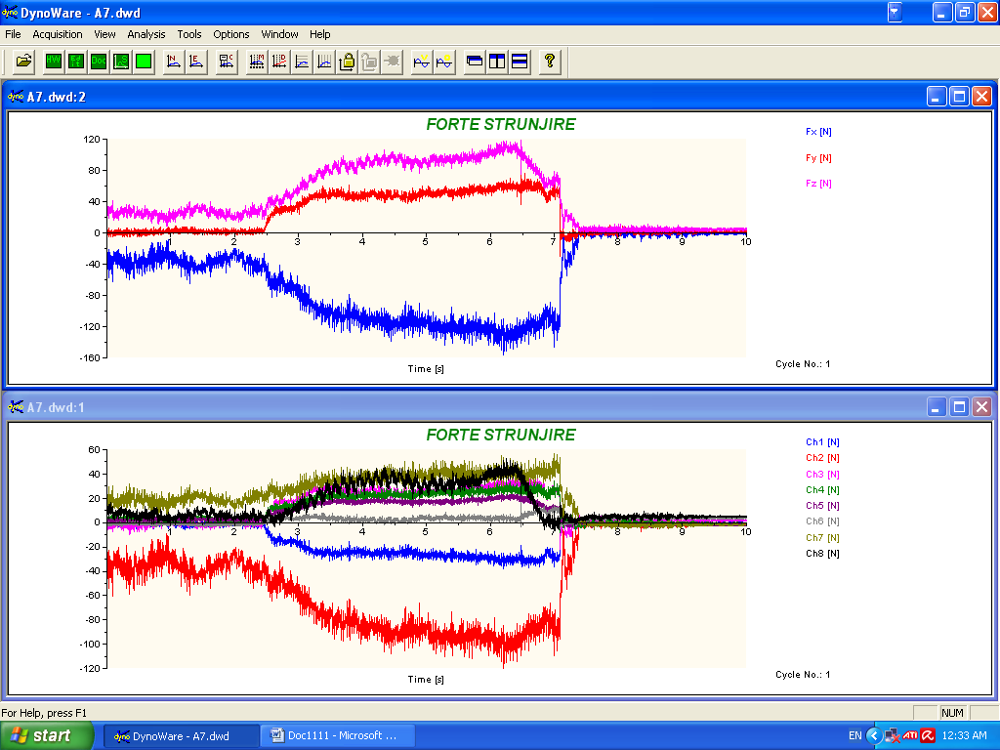 DynoWare - A7.dwd
File Acquisition View Analysis Tools Options Window Help
A7.dwd:2
FORTE STRUNJIRE
Fx [N]
Fy [N]
Fz [N]
120
80
40
0
-40
-80
-120
-160
1 2 3 4 5 6 7 8 9 10
Time [s]
Cycle No.: 1
A7.dwd:1
FORTE STRUNJIRE
Ch1 [N]
Ch2 [N]
Ch3 [N]
Ch4 [N]
Ch5 [N]
Ch6 [N]
Ch7 [N]
Ch8 [N]
60
40
20
0
-20
-40
-60
-80
-100
-120
1 2 3 4 5 6 7 8 9 10
Time [s]
Cycle No.: 1
For Help, press F1
NUM
start
DynoWare - A7.dwd
Doc1111 - Microsoft ...
EN
ATI
12:33 AM